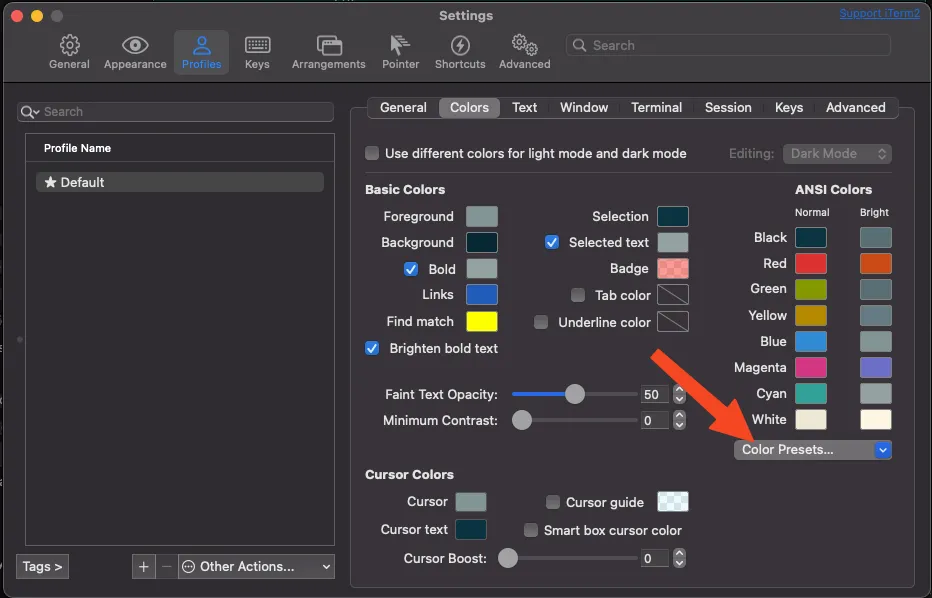 Settings
Support iTerm2
General
Appearance
Profiles
Keys
Arrangements
Pointer
Shortcuts
Advanced
Search
Search
Profile Name
★ Default
Tags >
+
−
Other Actions...
General
Colors
Text
Window
Terminal
Session
Keys
Advanced
Use different colors for light mode and dark mode
Editing:
Dark Mode
Basic Colors
Foreground
Background
Bold
Links
Find match
Brighten bold text
Selection
Selected text
Badge
Tab color
Underline color
Faint Text Opacity:
50
Minimum Contrast:
0
ANSI Colors
Normal
Bright
Black
Red
Green
Yellow
Blue
Magenta
Cyan
White
Color Presets...
Cursor Colors
Cursor
Cursor guide
Cursor text
Smart box cursor color
Cursor Boost:
0